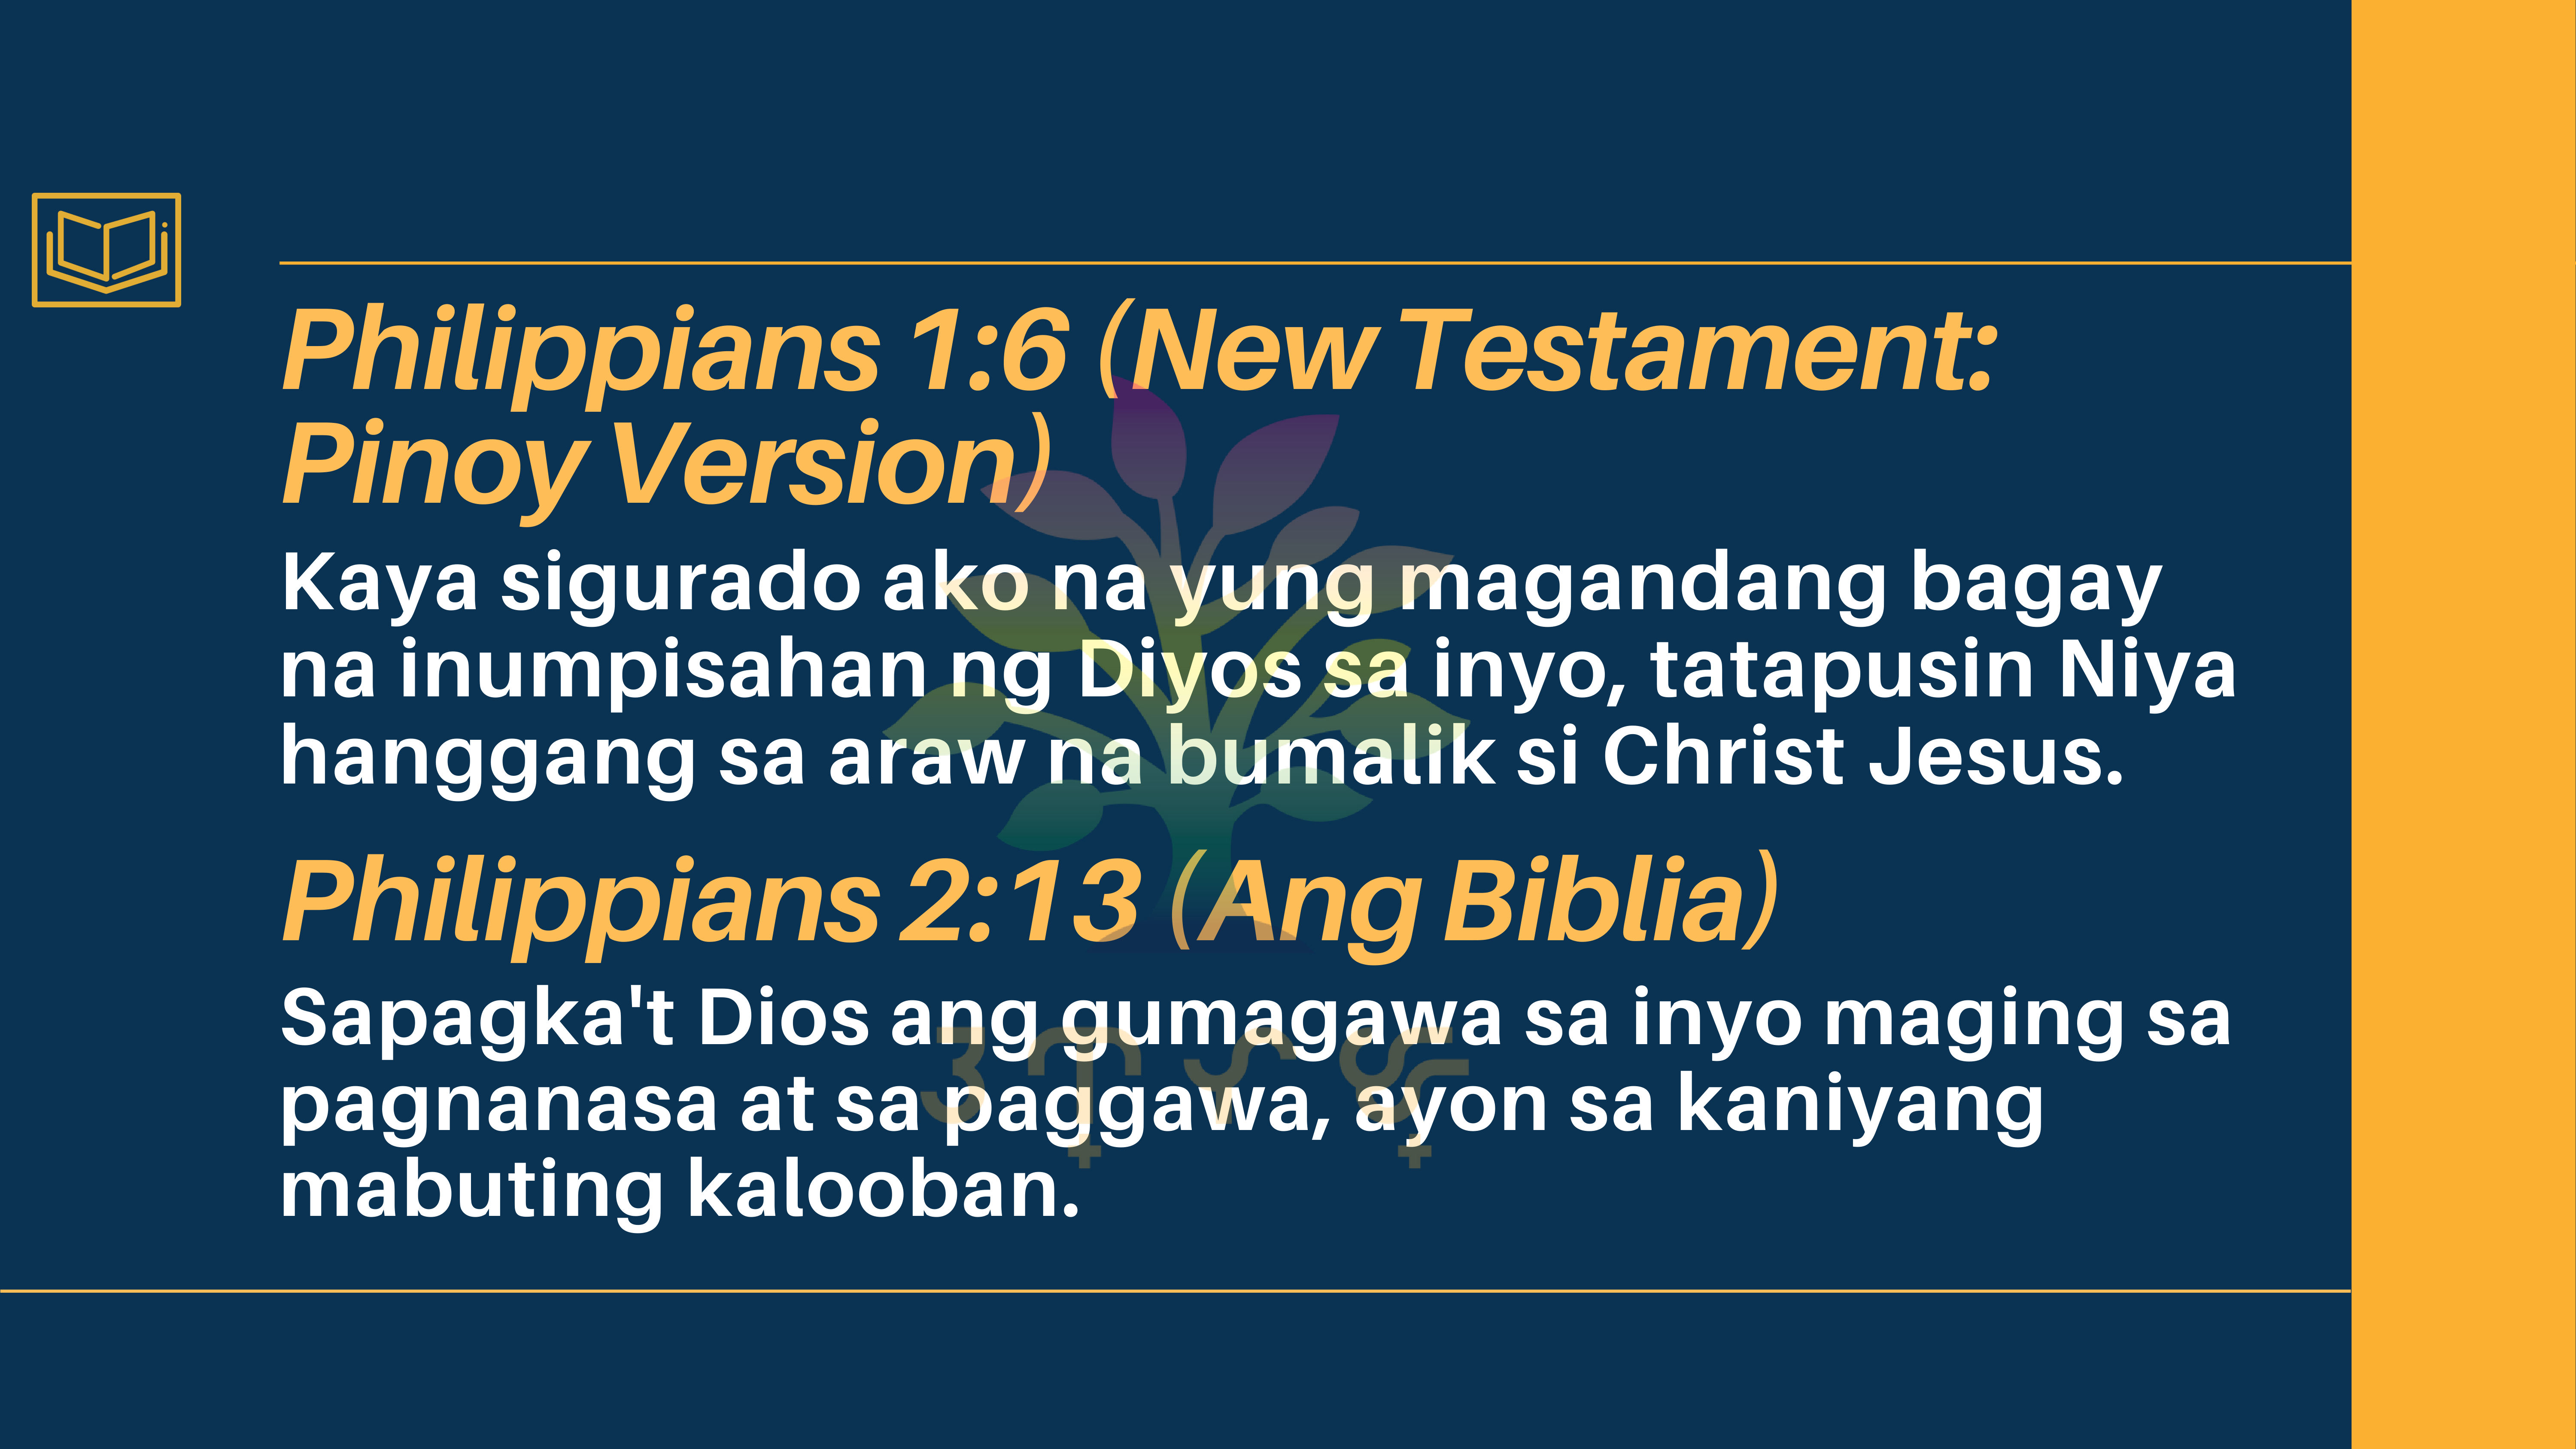 Philippians 1:6 (New Testament:
Pinoy Version)
Kaya sigurado ako na yung magandang bagay
na inumpisahan ng Diyos sa inyo, tatapusin Niya
hanggang sa araw na bumalik si Christ Jesus.
Philippians 2:13 (Ang Biblia)
Sapagka't Dios ang gumagawa sa inyo maging sa
pagnanasa at sa paggawa, ayon sa kaniyang
mabuting kalooban.